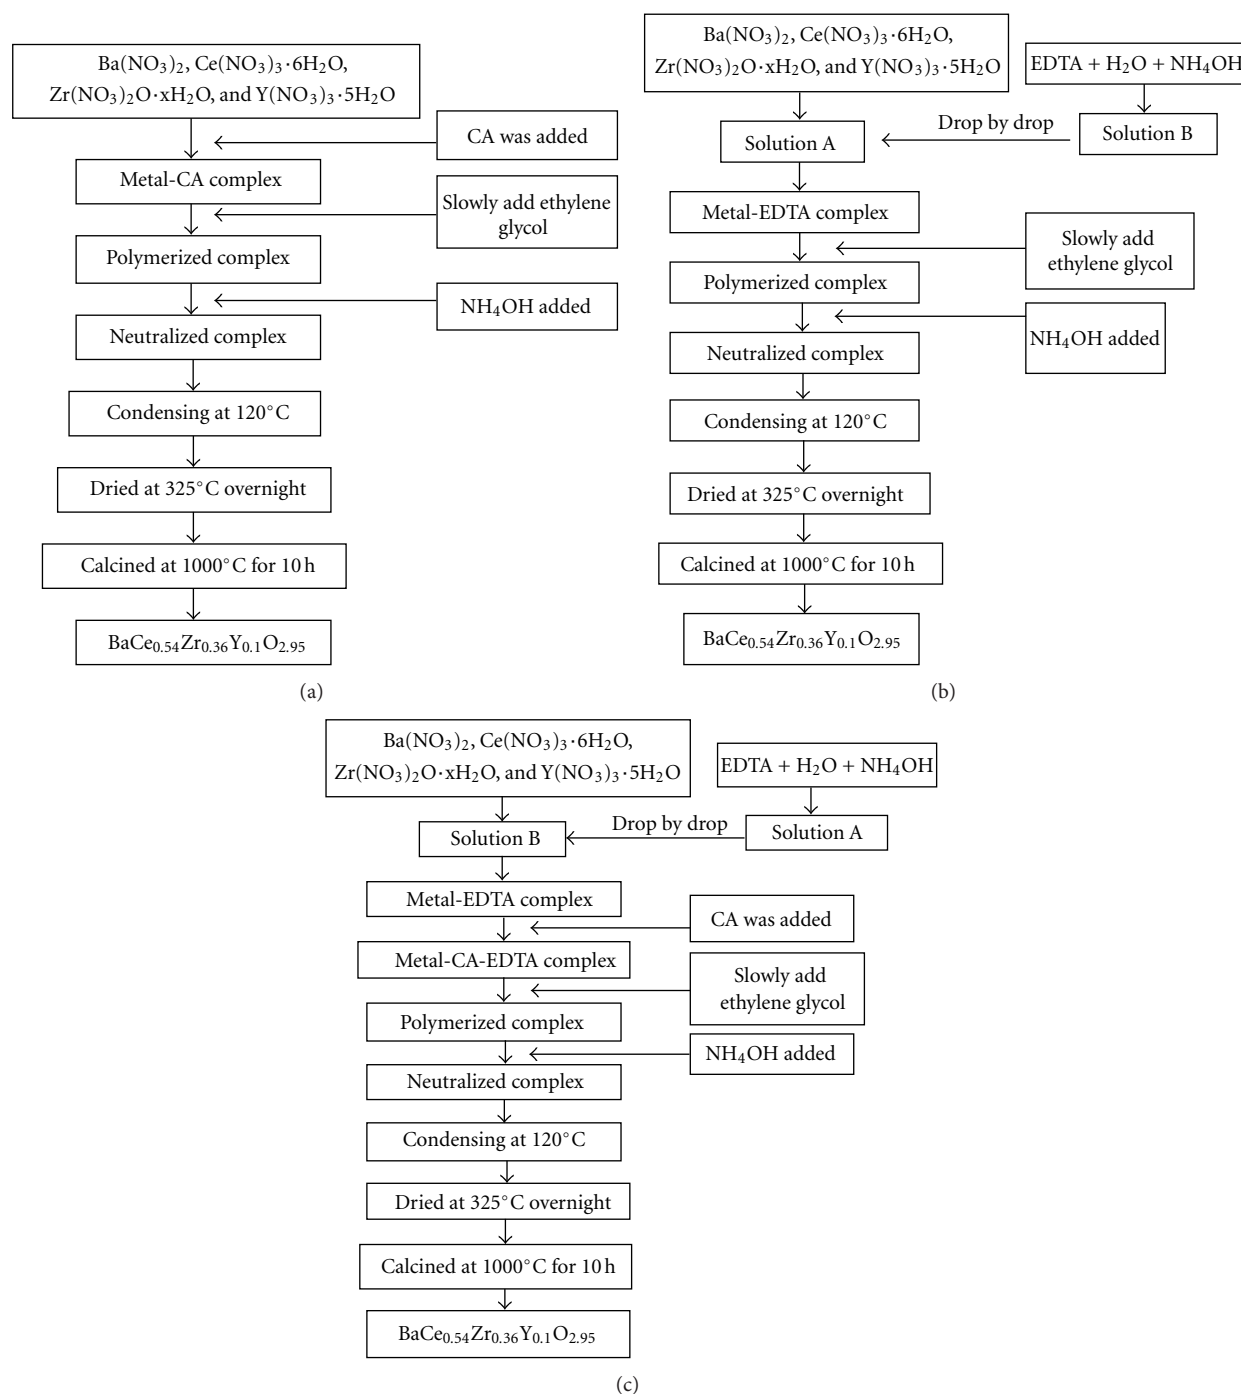 Ba(NO₃)₂, Ce(NO₃)₃·6H₂O,
Zr(NO₃)₂O·xH₂O, and Y(NO₃)₃·5H₂O
CA was added
Metal-CA complex
Slowly add ethylene
glycol
Polymerized complex
NH₄OH added
Neutralized complex
Condensing at 120°C
Dried at 325°C overnight
Calcined at 1000°C for 10 h
BaCe₀.₅₄Zr₀.₃₆Y₀.₁O₂.₉₅
(a)
Ba(NO₃)₂, Ce(NO₃)₃·6H₂O,
Zr(NO₃)₂O·xH₂O, and Y(NO₃)₃·5H₂O
EDTA + H₂O + NH₄OH
Solution A
Drop by drop
Solution B
Metal-EDTA complex
Slowly add
ethylene glycol
Polymerized complex
NH₄OH added
Neutralized complex
Condensing at 120°C
Dried at 325°C overnight
Calcined at 1000°C for 10 h
BaCe₀.₅₄Zr₀.₃₆Y₀.₁O₂.₉₅
(b)
Ba(NO₃)₂, Ce(NO₃)₃·6H₂O,
Zr(NO₃)₂O·xH₂O, and Y(NO₃)₃·5H₂O
EDTA + H₂O + NH₄OH
Solution B
Drop by drop
Solution A
Metal-EDTA complex
CA was added
Metal-CA-EDTA complex
Slowly add
ethylene glycol
Polymerized complex
NH₄OH added
Neutralized complex
Condensing at 120°C
Dried at 325°C overnight
Calcined at 1000°C for 10 h
BaCe₀.₅₄Zr₀.₃₆Y₀.₁O₂.₉₅
(c)